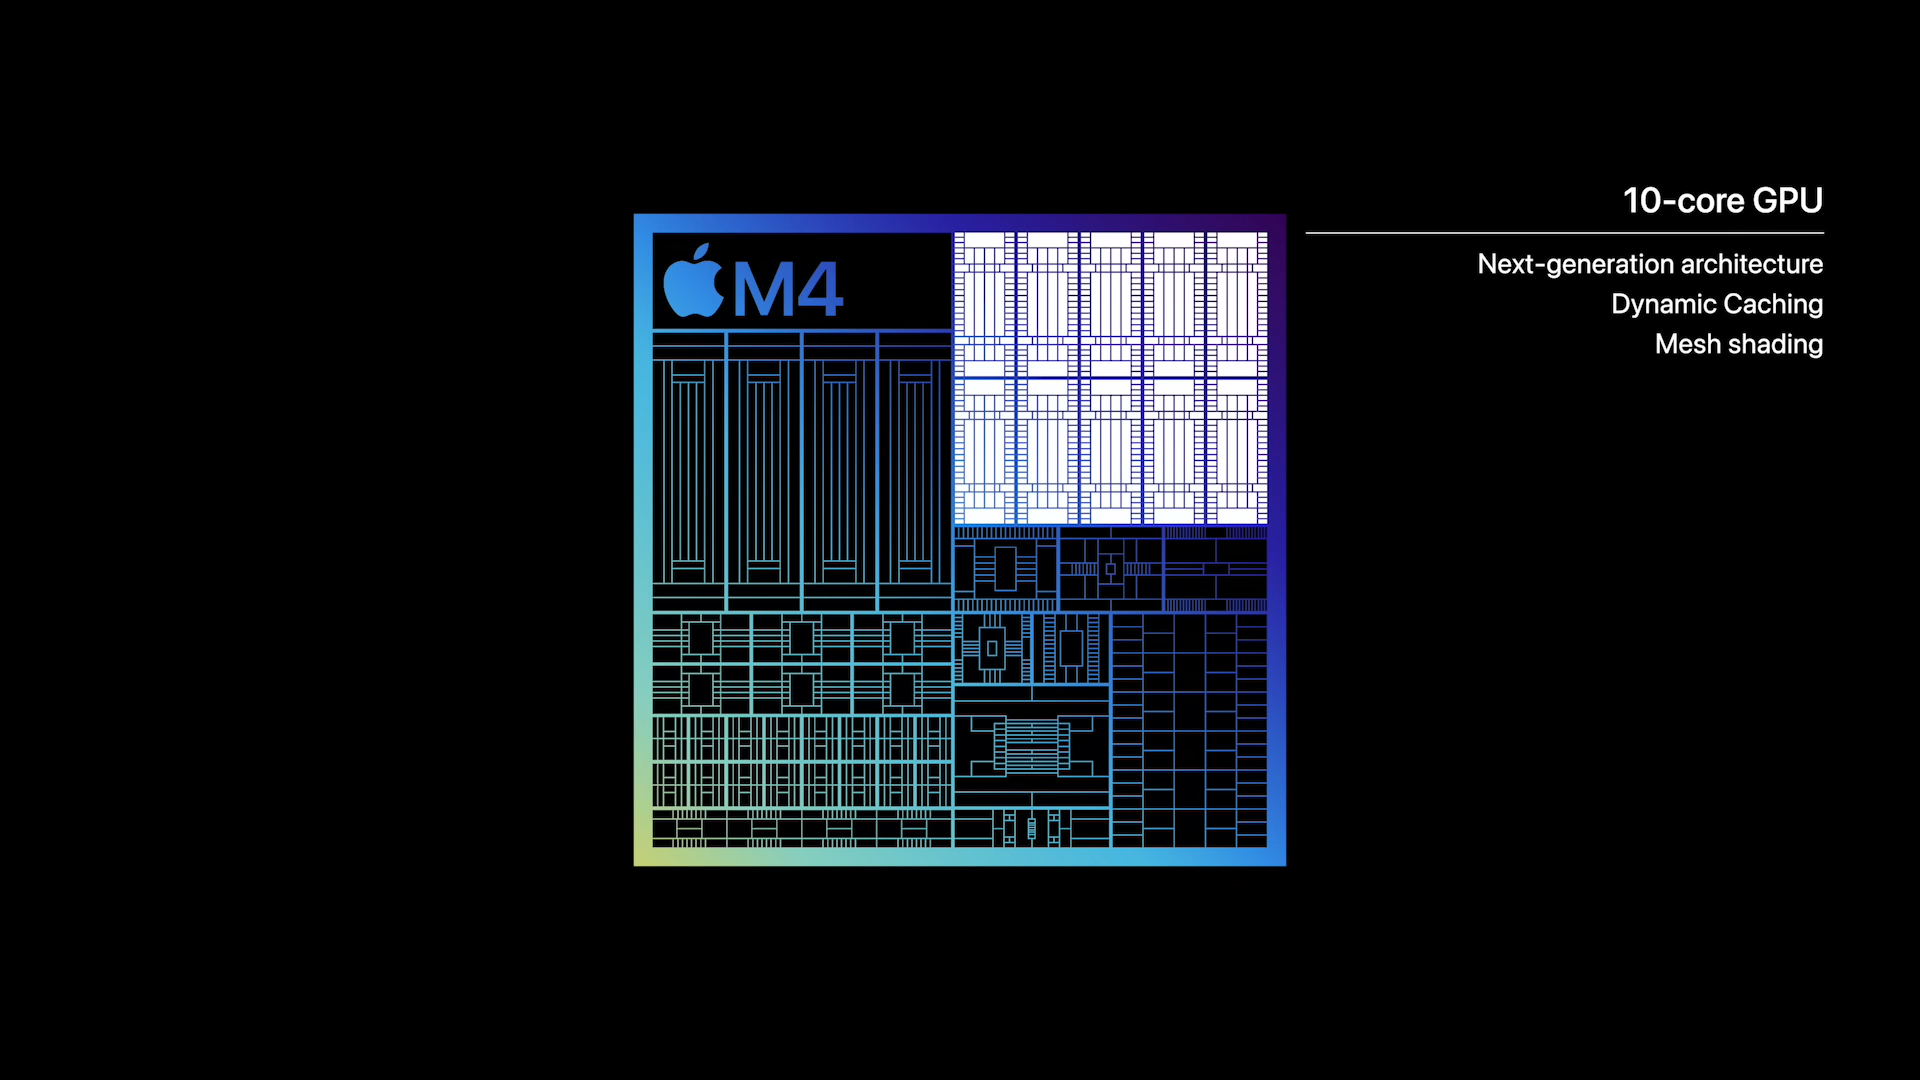 M4
10-core GPU
Next-generation architecture
Dynamic Caching
Mesh shading